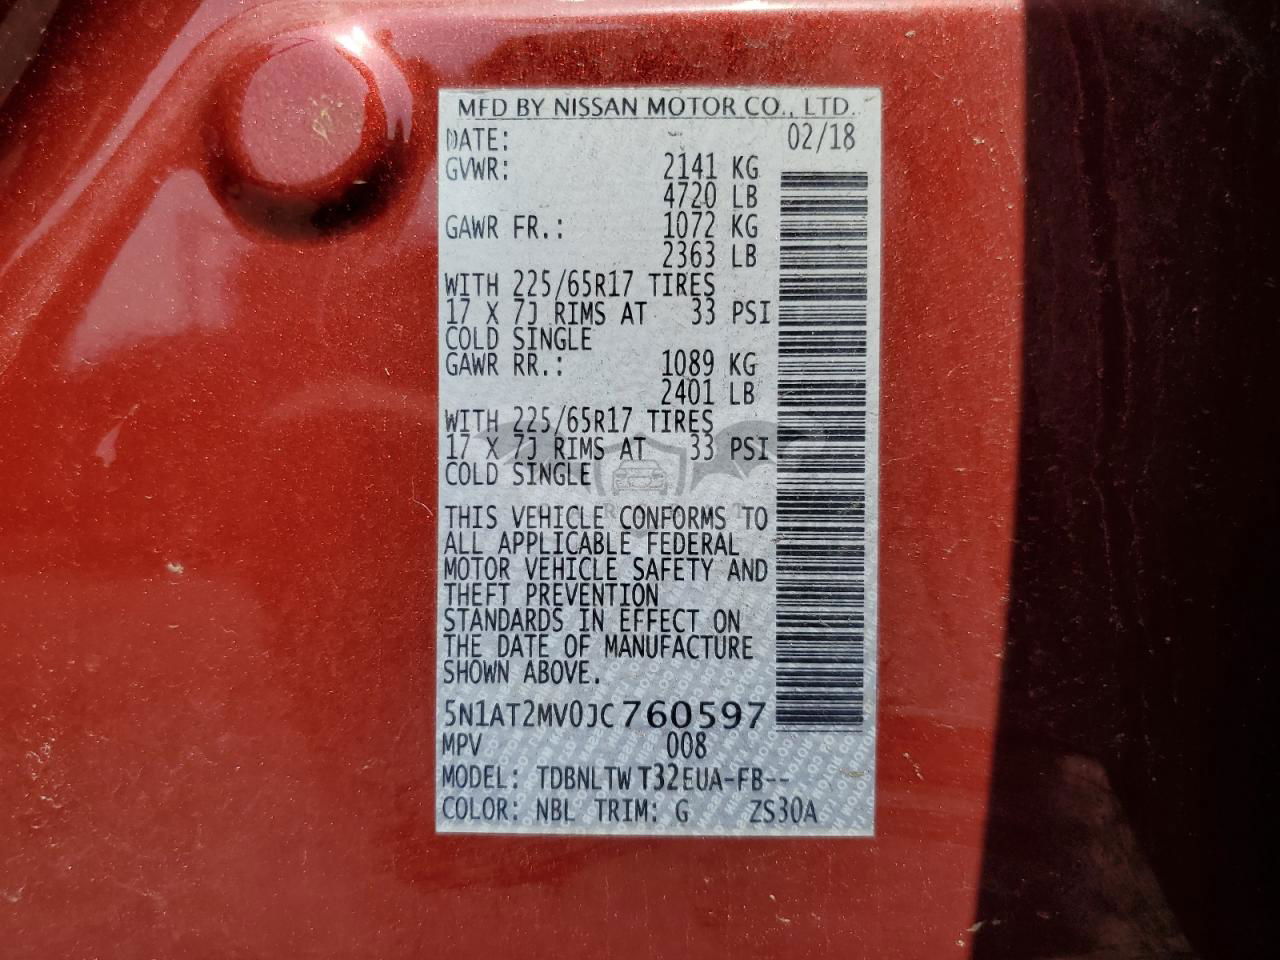 MFD BY NISSAN MOTOR CO., LTD.
DATE: 02/18
GVWR: 2141 KG
4720 LB
GAWR FR.: 1072 KG
2363 LB
WITH 225/65R17 TIRES
17 X 7J RIMS AT 33 PSI
COLD SINGLE
GAWR RR.: 1089 KG
2401 LB
WITH 225/65R17 TIRES
17 X 7J RIMS AT 33 PSI
COLD SINGLE
THIS VEHICLE CONFORMS TO
ALL APPLICABLE FEDERAL
MOTOR VEHICLE SAFETY AND
THEFT PREVENTION
STANDARDS IN EFFECT ON
THE DATE OF MANUFACTURE
SHOWN ABOVE.
5N1AT2MV0JC760597
MPV 008
MODEL: TDBNLTW T32EUA-FB--
COLOR: NBL TRIM: G ZS30A